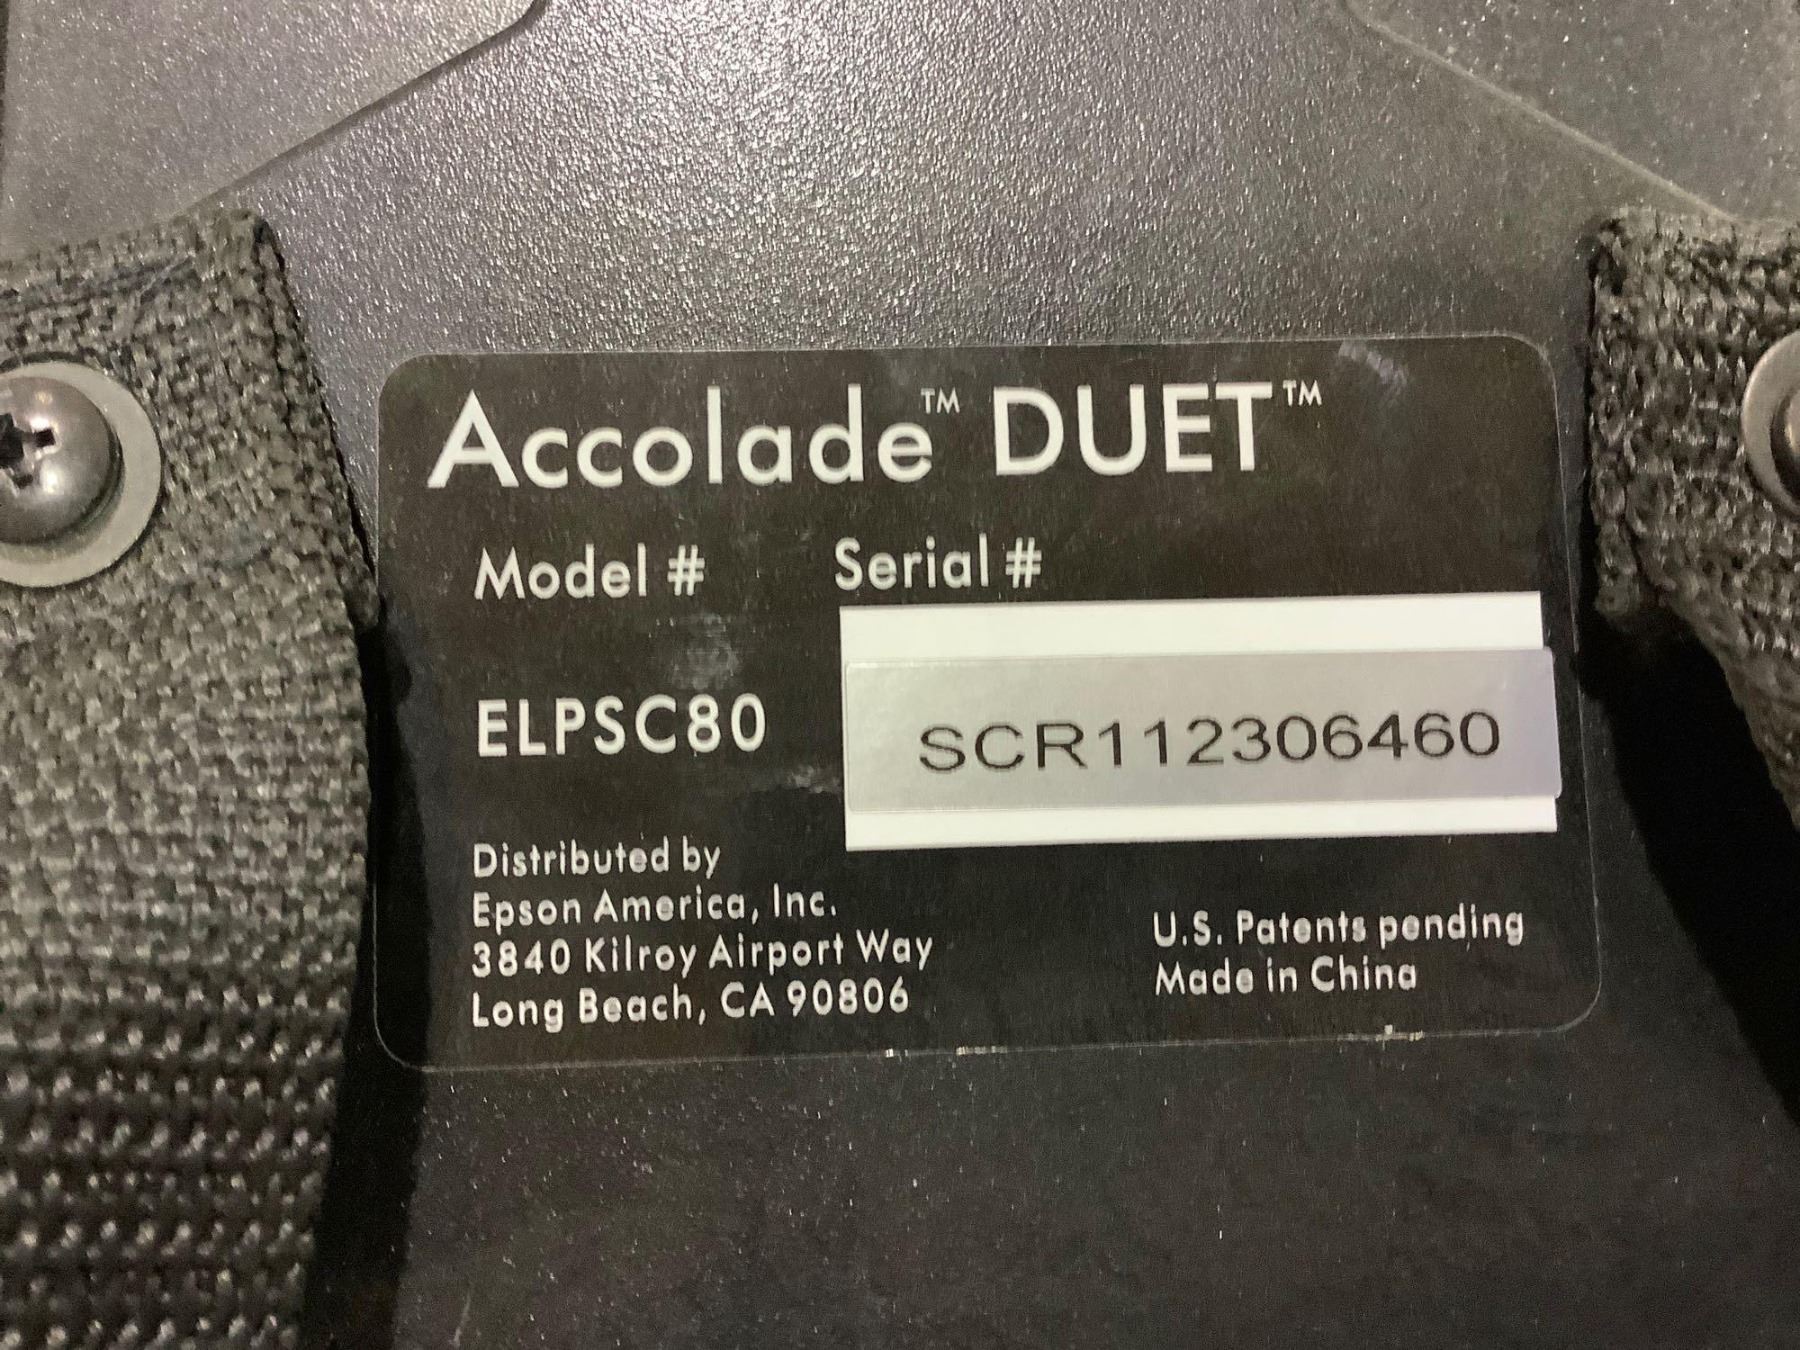 Accolade™ DUET™
Model # Serial #
ELPSC80 SCR112306460
Distributed by
Epson America, Inc.
3840 Kilroy Airport Way
Long Beach, CA 90806
U.S. Patents pending
Made in China